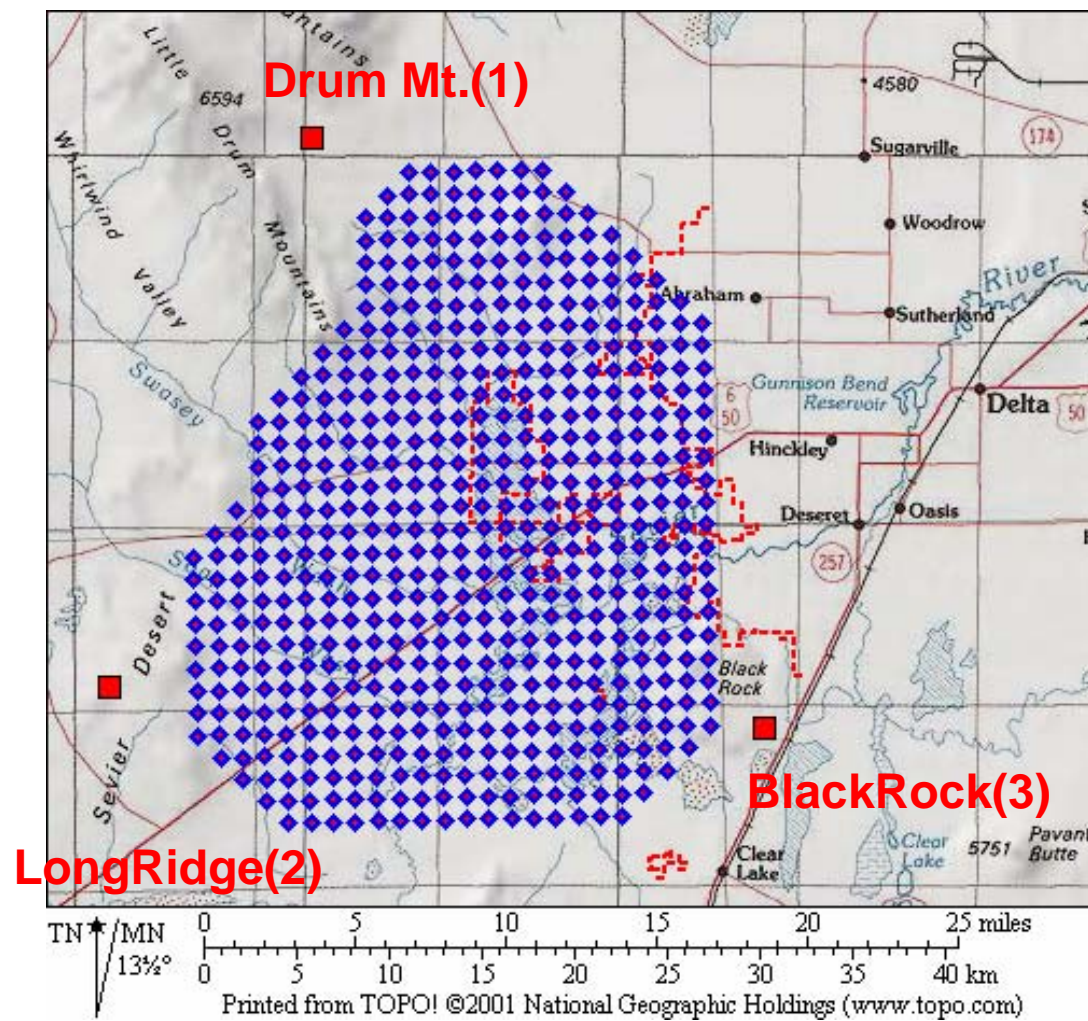 Little
untains
Drum Mt.(1)
6594
Drum
4580
174
Sugarville
Whirlwind
Valley
Mountains
Woodrow
River
Abraham
Sutherland
Swasey
Gunnison Bend
Reservoir
6
50
Delta
50
Hinckley
Deseret
Oasis
257
Wash
Desert
Sevier
Black
Rock
BlackRock(3)
LongRidge(2)
Clear
Lake
Clear
Lake
5751
Pavant
Butte
TN
MN
13½°
0 5 10 15 20 25 miles
0 5 10 15 20 25 30 35 40 km
Printed from TOPO! ©2001 National Geographic Holdings (www.topo.com)